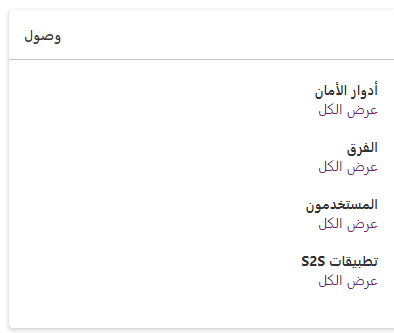 وصول
أدوار الأمان
عرض الكل
الفرق
عرض الكل
المستخدمون
عرض الكل
تطبيقات S2S
عرض الكل